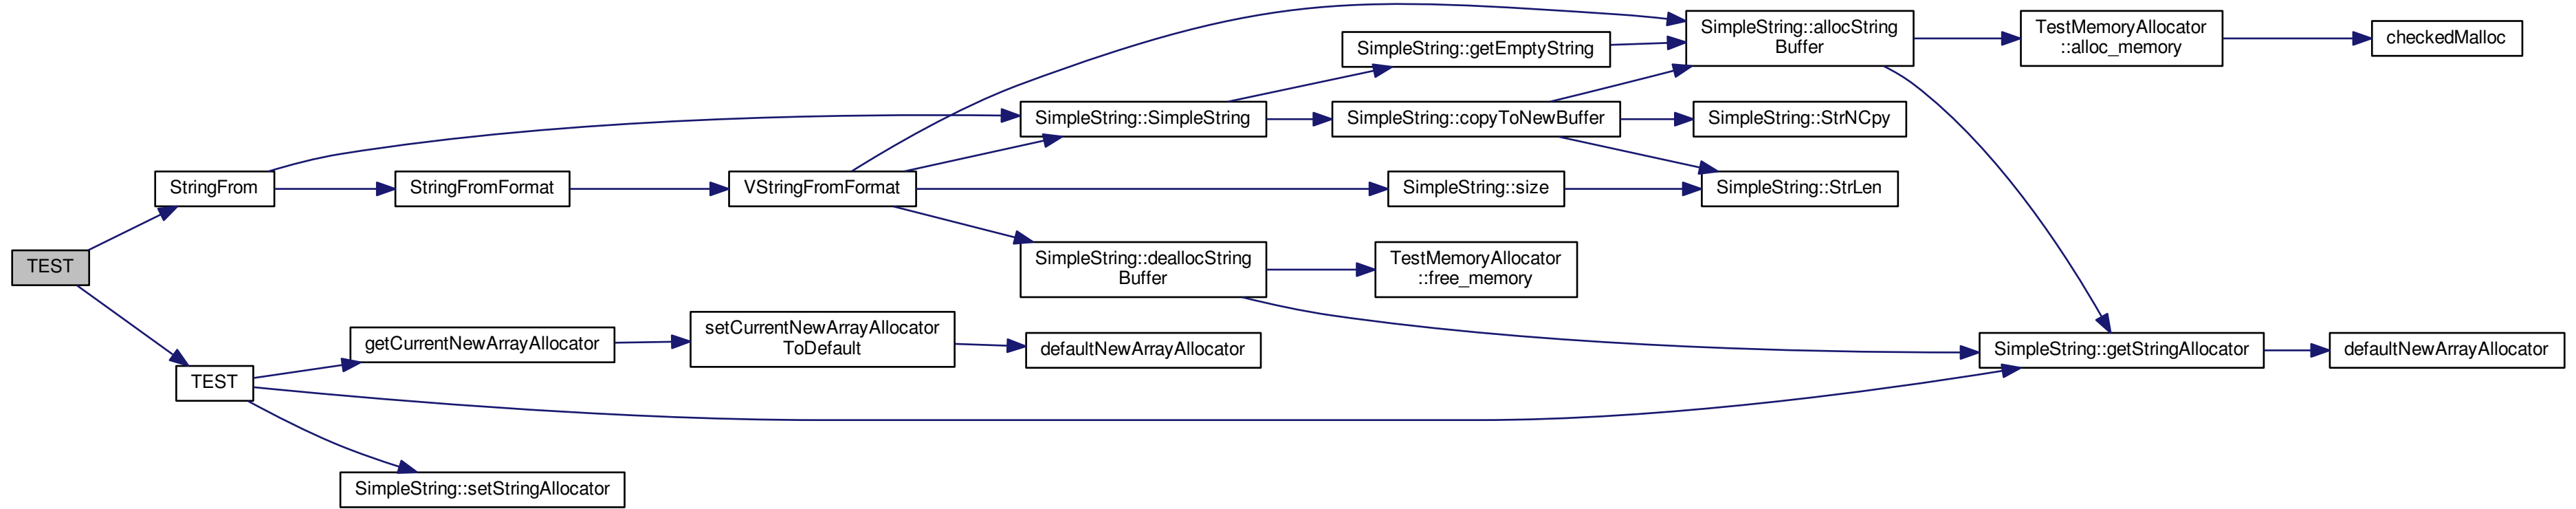 SimpleString::allocString
Buffer
TestMemoryAllocator
::alloc_memory
checkedMalloc
SimpleString::getEmptyString
SimpleString::SimpleString
SimpleString::copyToNewBuffer
SimpleString::StrNCpy
StringFrom
StringFromFormat
VStringFromFormat
SimpleString::size
SimpleString::StrLen
TEST
SimpleString::deallocString
Buffer
TestMemoryAllocator
::free_memory
getCurrentNewArrayAllocator
setCurrentNewArrayAllocator
ToDefault
defaultNewArrayAllocator
SimpleString::getStringAllocator
defaultNewArrayAllocator
TEST
SimpleString::setStringAllocator